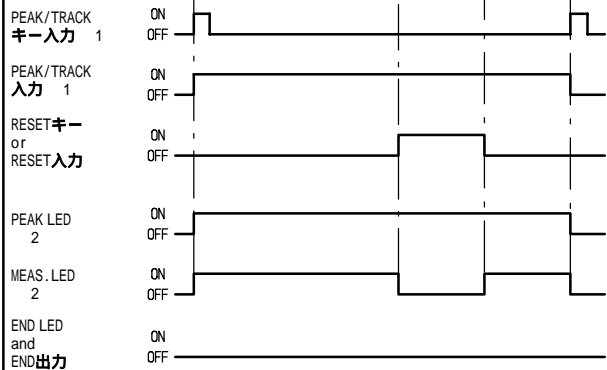 PEAK/TRACK
キー入力 1
ON
OFF
PEAK/TRACK
入力 1
ON
OFF
RESETキー
or
RESET入力
ON
OFF
PEAK LED
2
ON
OFF
MEAS.LED
2
ON
OFF
END LED
and
END出力
ON
OFF